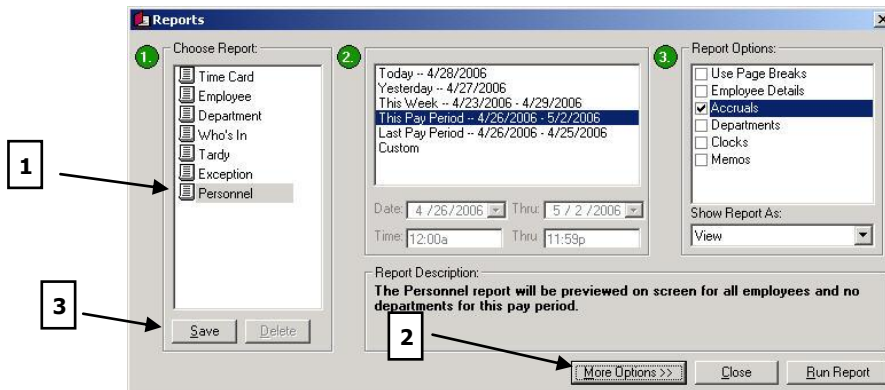 Reports
1.
Choose Report:
Time Card
Employee
Department
Who's In
Tardy
Exception
Personnel
Save
Delete
2.
Today -- 4/28/2006
Yesterday -- 4/27/2006
This Week -- 4/23/2006 - 4/29/2006
This Pay Period -- 4/26/2006 - 5/2/2006
Last Pay Period -- 4/26/2006 - 4/25/2006
Custom
Date: 4 /26/2006 Thru: 5 / 2 /2006
Time: 12:00a Thru 11:59p
3.
Report Options:
Use Page Breaks
Employee Details
Accruals
Departments
Clocks
Memos
Show Report As:
View
Report Description:
The Personnel report will be previewed on screen for all employees and no
departments for this pay period.
More Options >>
Close
Run Report
1
3
2